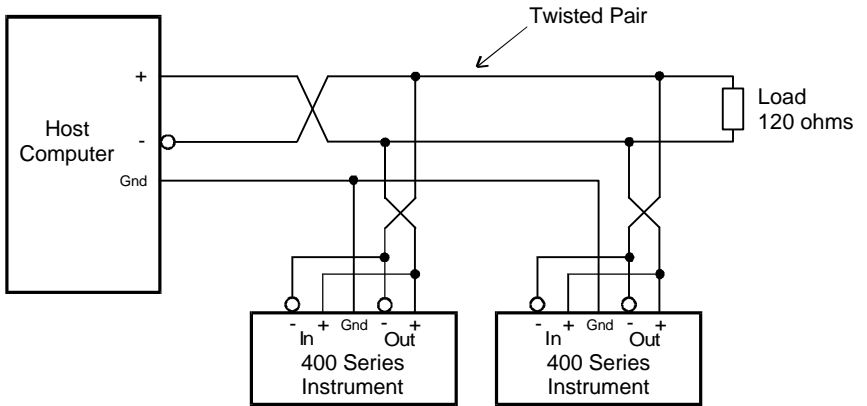 Twisted Pair
+
Load
120 ohms
Host
Computer
-
Gnd
- + Gnd - +
In Out
400 Series
Instrument
- + Gnd - +
In Out
400 Series
Instrument